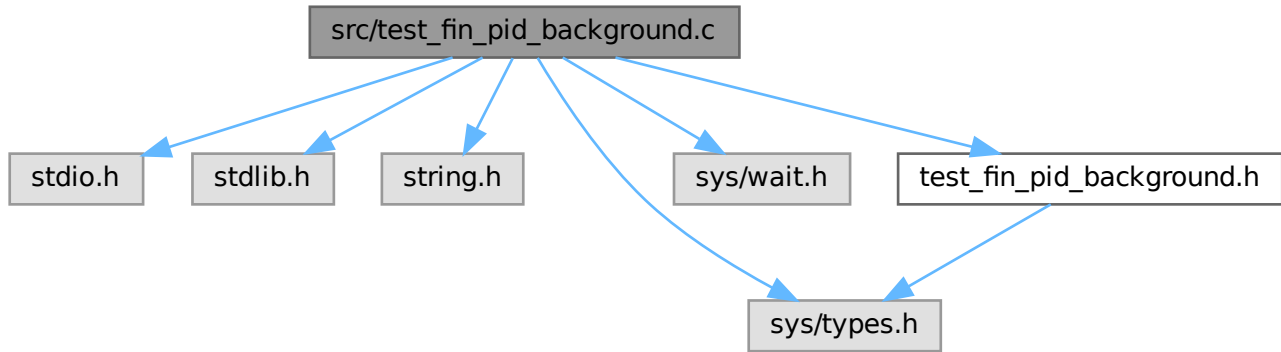 src/test_fin_pid_background.c
stdio.h
stdlib.h
string.h
sys/wait.h
test_fin_pid_background.h
sys/types.h